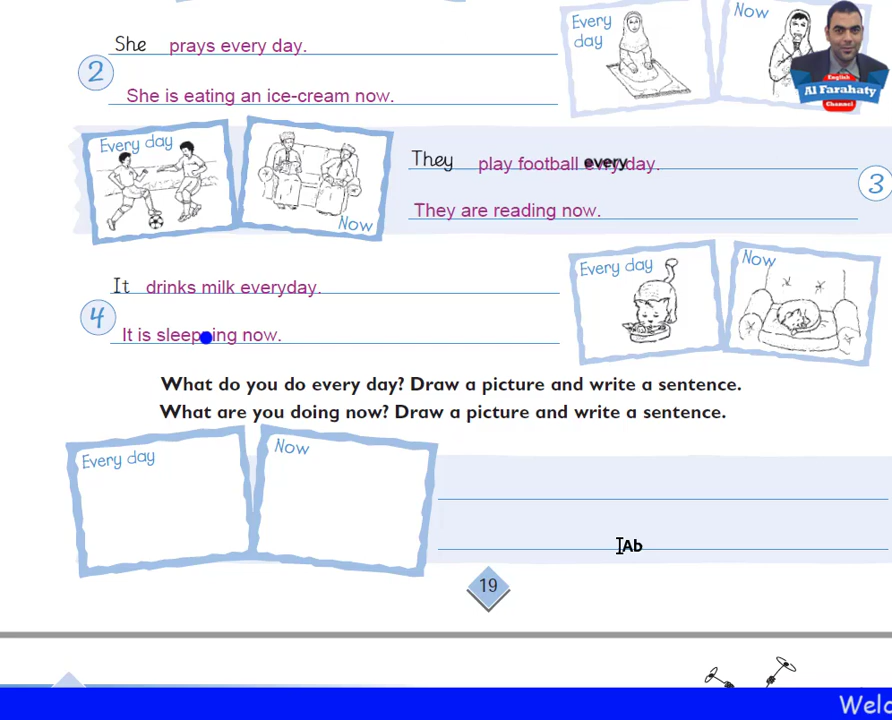 She prays every day.
2
She is eating an ice-cream now.
Every day
Now
English
Al Farahaty
Channel
Every day
Now
They play football every day.
They are reading now.
3
It drinks milk everyday.
4
It is sleeping now.
Every day
Now
What do you do every day? Draw a picture and write a sentence.
What are you doing now? Draw a picture and write a sentence.
Every day
Now
Ab
19
Welc